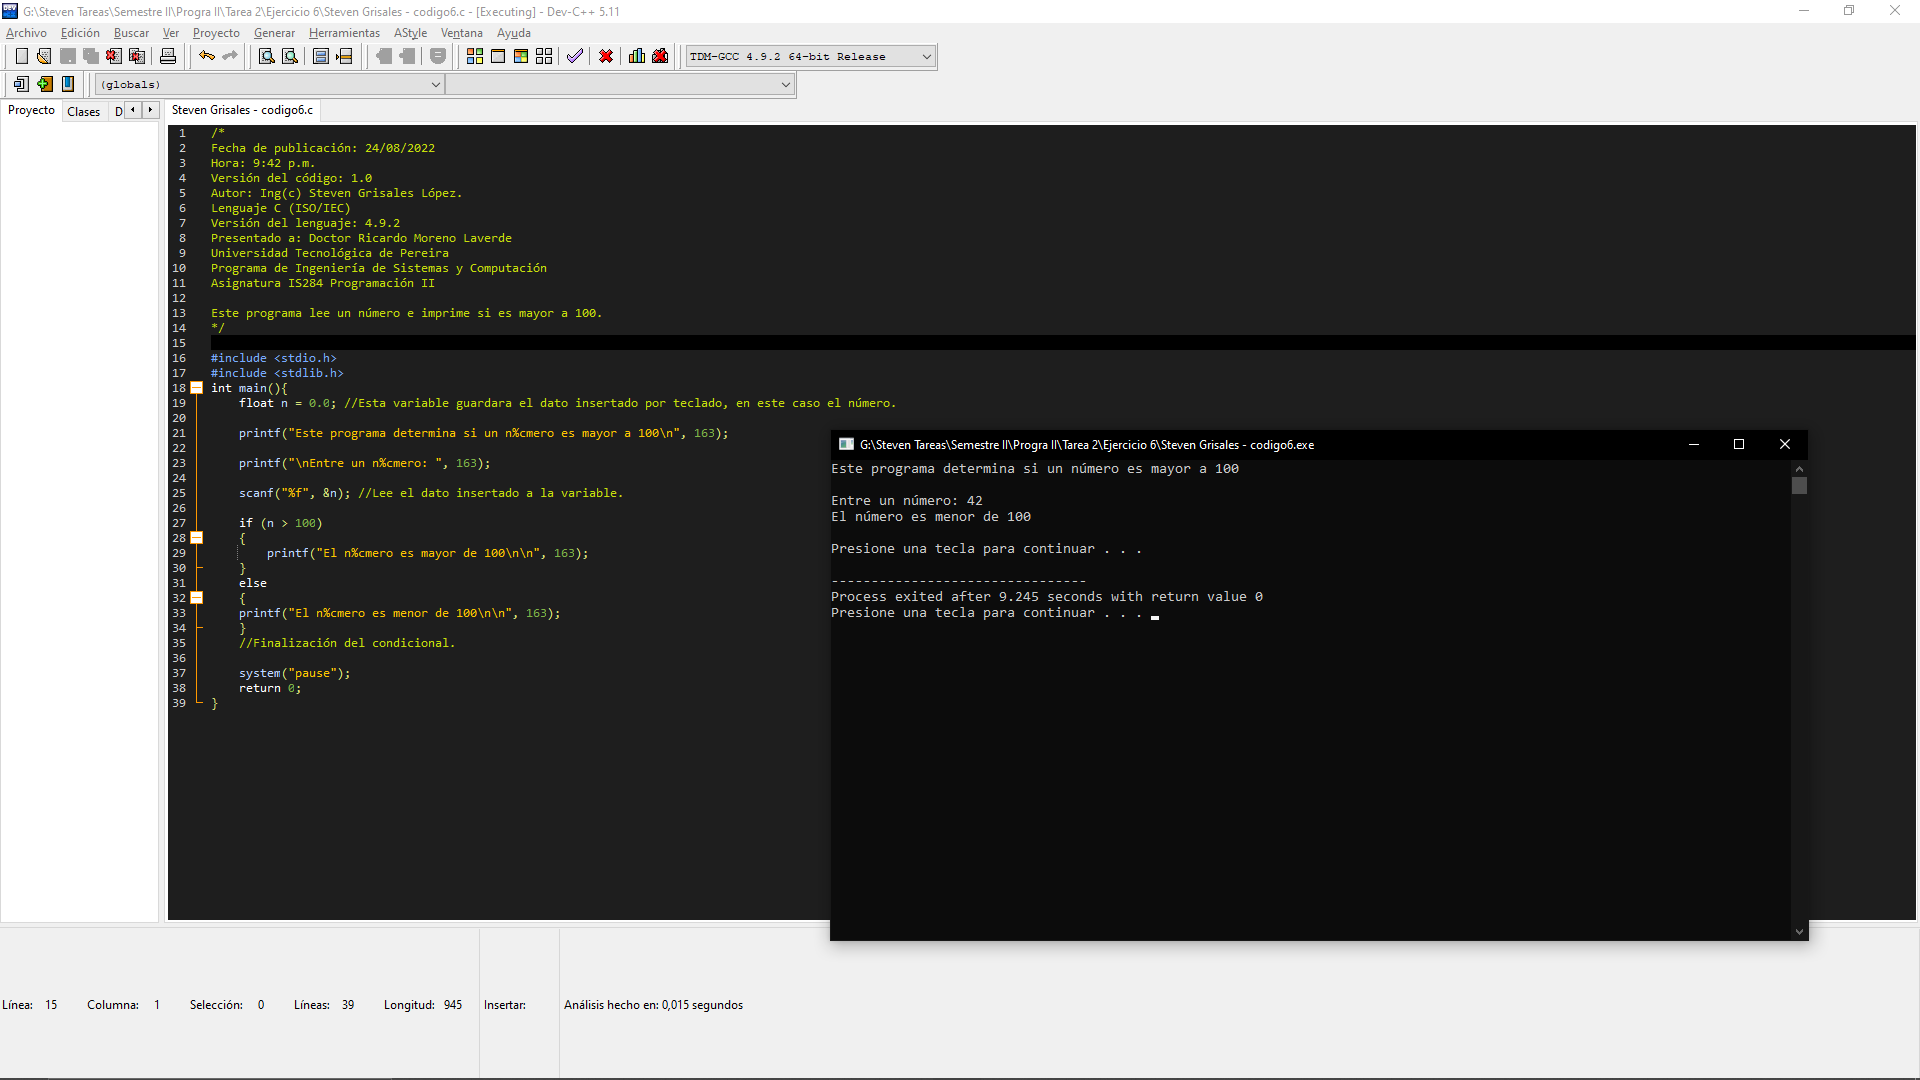 G:\Steven Tareas\Semestre II\Progra II\Tarea 2\Ejercicio 6\Steven Grisales - codigo6.c - [Executing] - Dev-C++ 5.11
Archivo Edición Buscar Ver Proyecto Generar Herramientas AStyle Ventana Ayuda
TDM-GCC 4.9.2 64-bit Release
(globals)
Proyecto Clases D
Steven Grisales - codigo6.c
1 /*
2 Fecha de publicación: 24/08/2022
3 Hora: 9:42 p.m.
4 Versión del código: 1.0
5 Autor: Ing(c) Steven Grisales López.
6 Lenguaje C (ISO/IEC)
7 Versión del lenguaje: 4.9.2
8 Presentado a: Doctor Ricardo Moreno Laverde
9 Universidad Tecnológica de Pereira
10 Programa de Ingeniería de Sistemas y Computación
11 Asignatura IS284 Programación II
12
13 Este programa lee un número e imprime si es mayor a 100.
14 */
15
16 #include <stdio.h>
17 #include <stdlib.h>
18 int main(){
19 float n = 0.0; //Esta variable guardara el dato insertado por teclado, en este caso el número.
20
21 printf("Este programa determina si un n%cmero es mayor a 100\n", 163);
22
23 printf("\nEntre un n%cmero: ", 163);
24
25 scanf("%f", &n); //Lee el dato insertado a la variable.
26
27 if (n > 100)
28 {
29 printf("El n%cmero es mayor de 100\n\n", 163);
30 }
31 else
32 {
33 printf("El n%cmero es menor de 100\n\n", 163);
34 }
35 //Finalización del condicional.
36
37 system("pause");
38 return 0;
39 }
G:\Steven Tareas\Semestre II\Progra II\Tarea 2\Ejercicio 6\Steven Grisales - codigo6.exe
Este programa determina si un número es mayor a 100
Entre un número: 42
El número es menor de 100
Presione una tecla para continuar . . .
--------------------------------
Process exited after 9.245 seconds with return value 0
Presione una tecla para continuar . . .
Línea: 15 Columna: 1 Selección: 0 Líneas: 39 Longitud: 945 Insertar: Análisis hecho en: 0,015 segundos